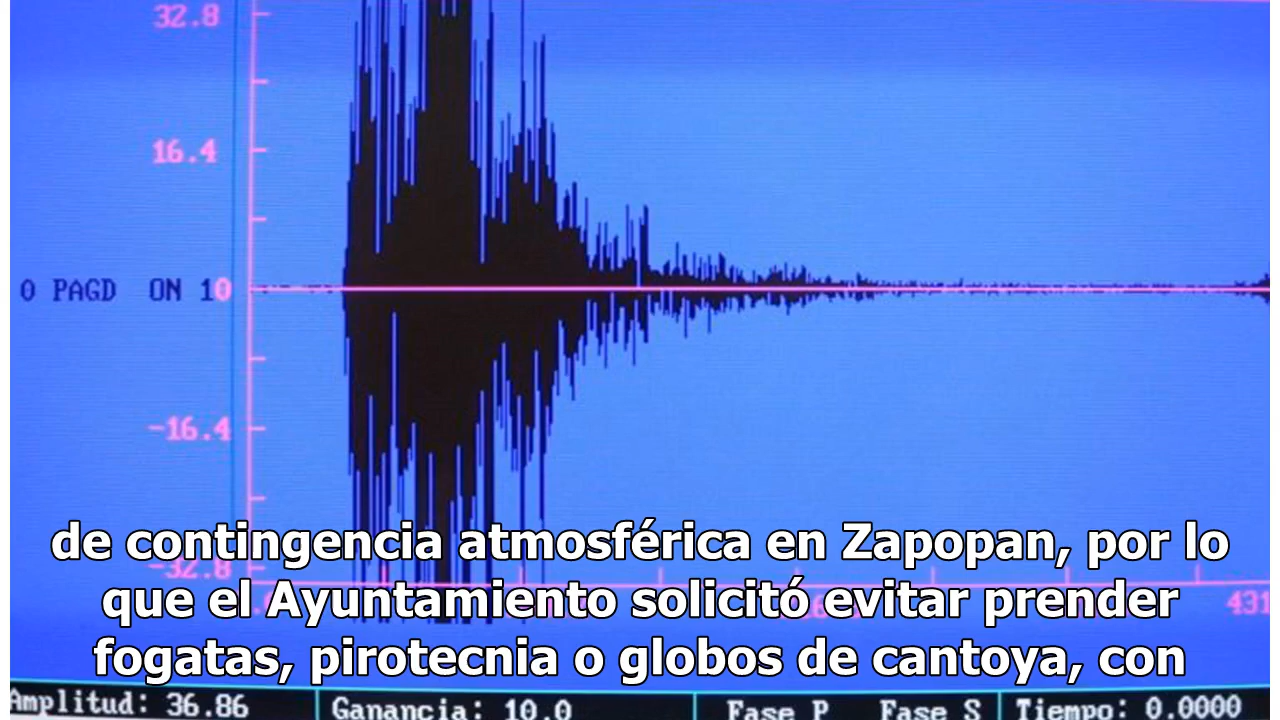 32.8
16.4
0 PAGD ON 10
-16.4
de contingencia atmosférica en Zapopan, por lo
-32.8
que el Ayuntamiento solicitó evitar prender
431
fogatas, pirotecnia o globos de cantoya, con
Amplitud: 36.86 Ganancia: 10.0 Fase P Fase S Tiempo: 0.0000